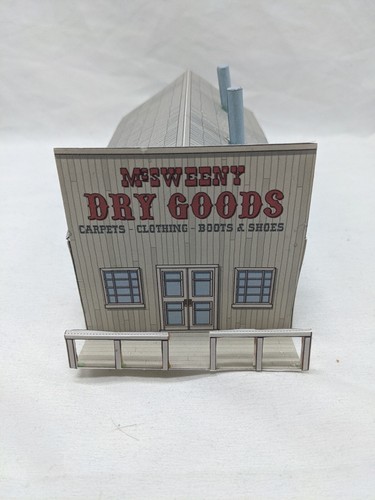 McSWEENY
DRY GOODS
CARPETS - CLOTHING - BOOTS & SHOES